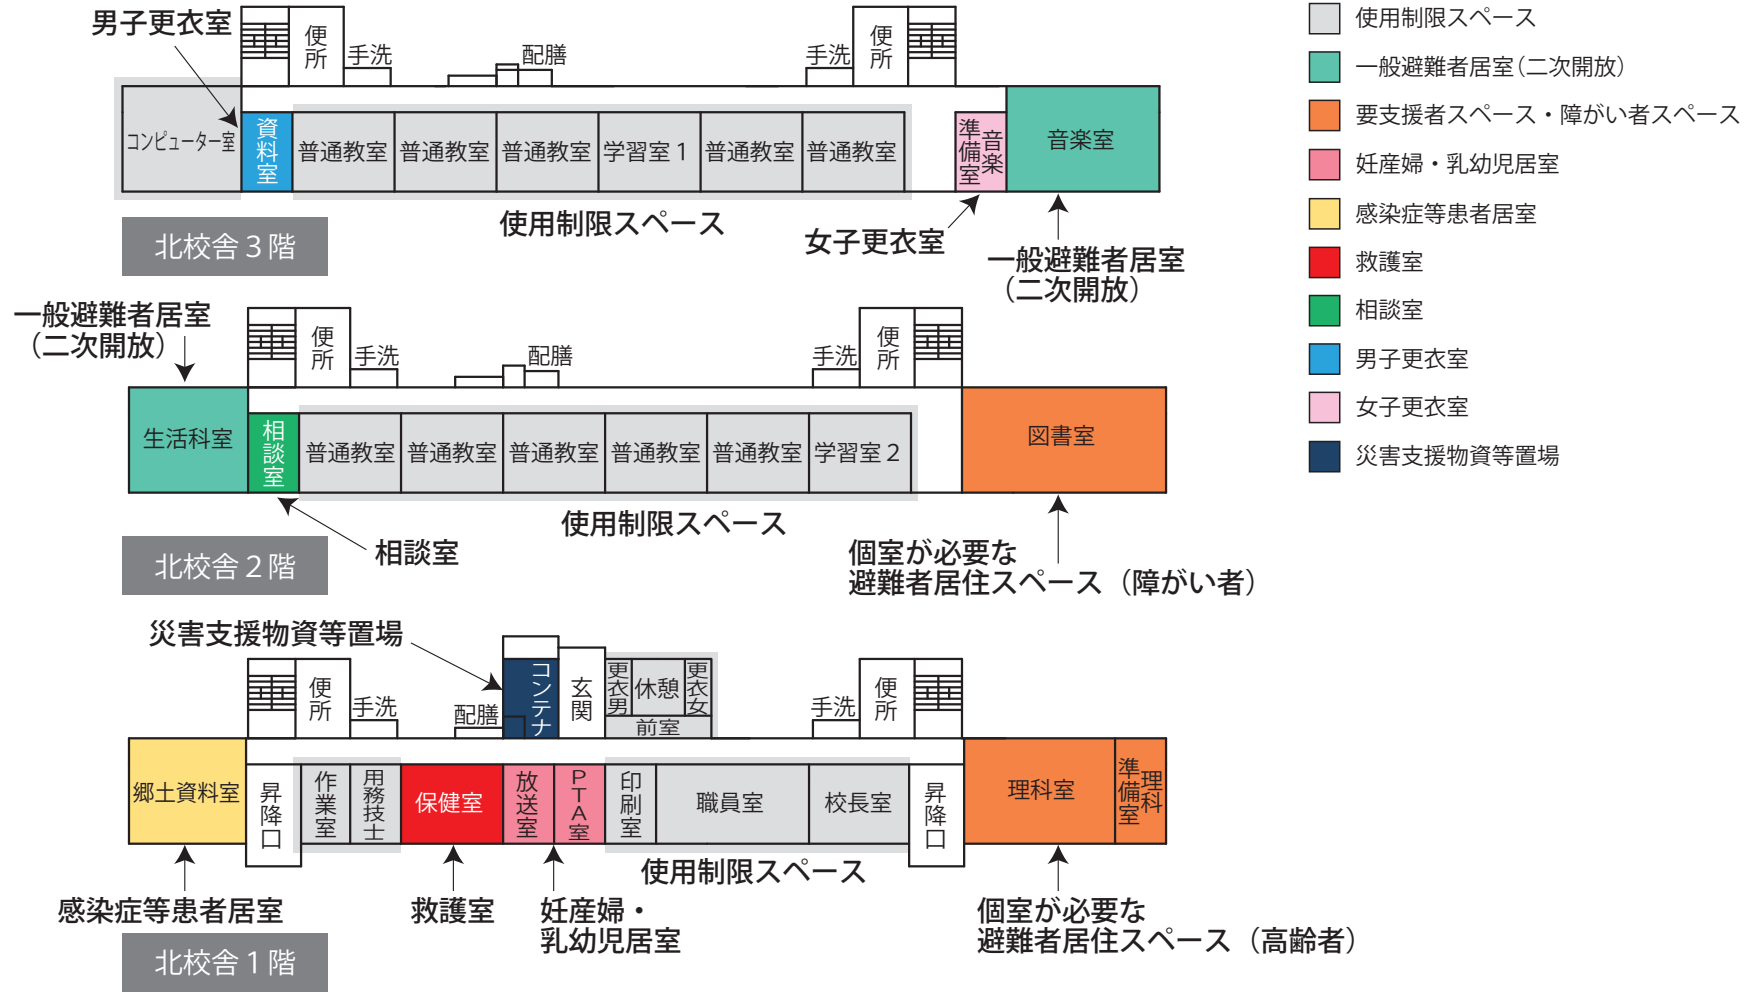 男子更衣室
便所
手洗
配膳
手洗
便所
コンピューター室
資料室
普通教室
普通教室
普通教室
学習室1
普通教室
普通教室
音楽準備室
音楽室
使用制限スペース
女子更衣室
一般避難者居室
（二次開放）
北校舎3階
一般避難者居室
（二次開放）
便所
手洗
配膳
手洗
便所
生活科室
相談室
普通教室
普通教室
普通教室
普通教室
普通教室
学習室2
図書室
使用制限スペース
相談室
個室が必要な
避難者居住スペース（障がい者）
北校舎2階
災害支援物資等置場
便所
手洗
配膳
コンテナ
玄関
更衣男
休憩
更衣女
前室
手洗
便所
郷土資料室
昇降口
作業室
用務技士
保健室
放送室
PTA室
印刷室
職員室
校長室
昇降口
理科室
理科準備室
使用制限スペース
感染症等患者居室
救護室
妊産婦・
乳幼児居室
個室が必要な
避難者居住スペース（高齢者）
北校舎1階
使用制限スペース
一般避難者居室（二次開放）
要支援者スペース・障がい者スペース
妊産婦・乳幼児居室
感染症等患者居室
救護室
相談室
男子更衣室
女子更衣室
災害支援物資等置場